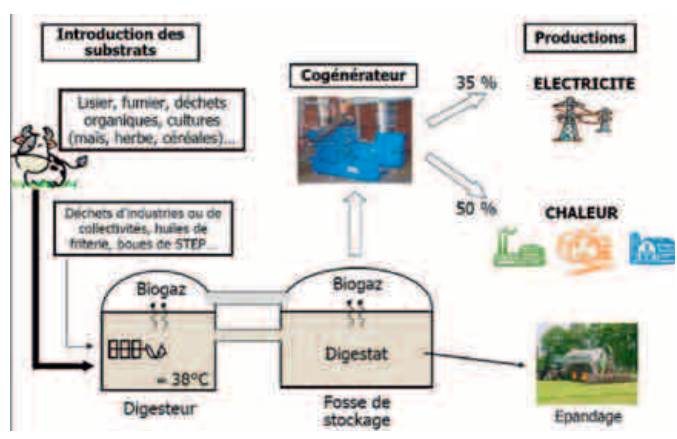 Introduction des
substrats
Productions
Cogénérateur
35 %
ELECTRICITE
Lisier, fumier, déchets
organiques, cultures
(maïs, herbe, céréales)...
50 %
CHALEUR
Déchets d'industries ou de
collectivités, huiles de
friterie, boues de STEP...
Biogaz
Biogaz
Digestat
≈ 38°C
Digesteur
Fosse de
stockage
Epandage